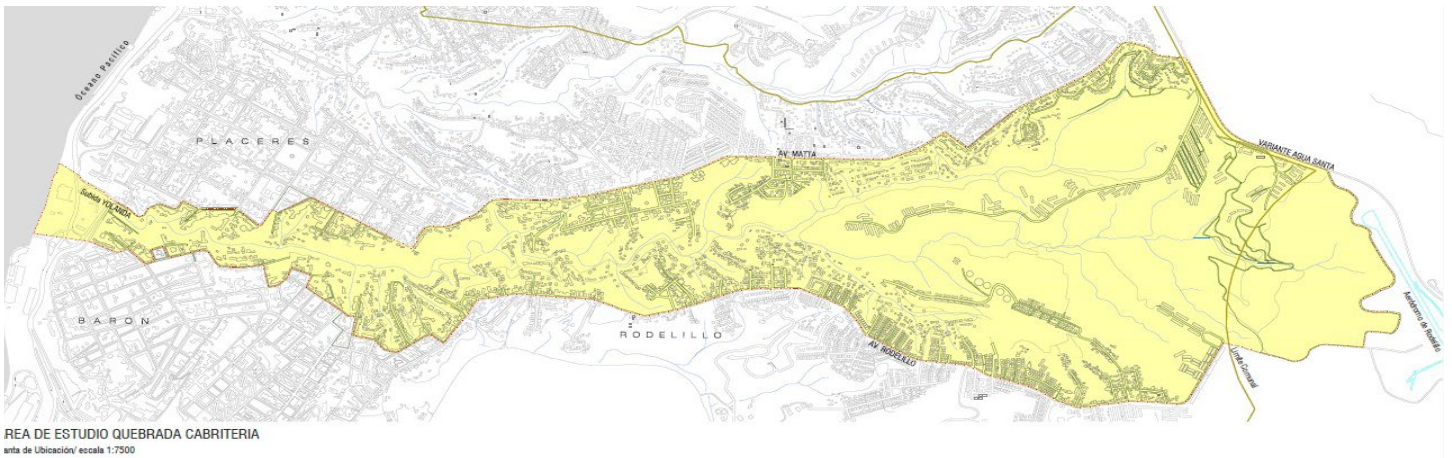 Océano Pacífico
PLACERES
Subida YOLANDA
BARON
AV. MATTA
VARIANTE AGUA SANTA
RODELILLO
AV. RODELILLO
Límite Comunal
Aeródromo de Rodelillo
REA DE ESTUDIO QUEBRADA CABRITERIA
anta de Ubicación/ escala 1:7500